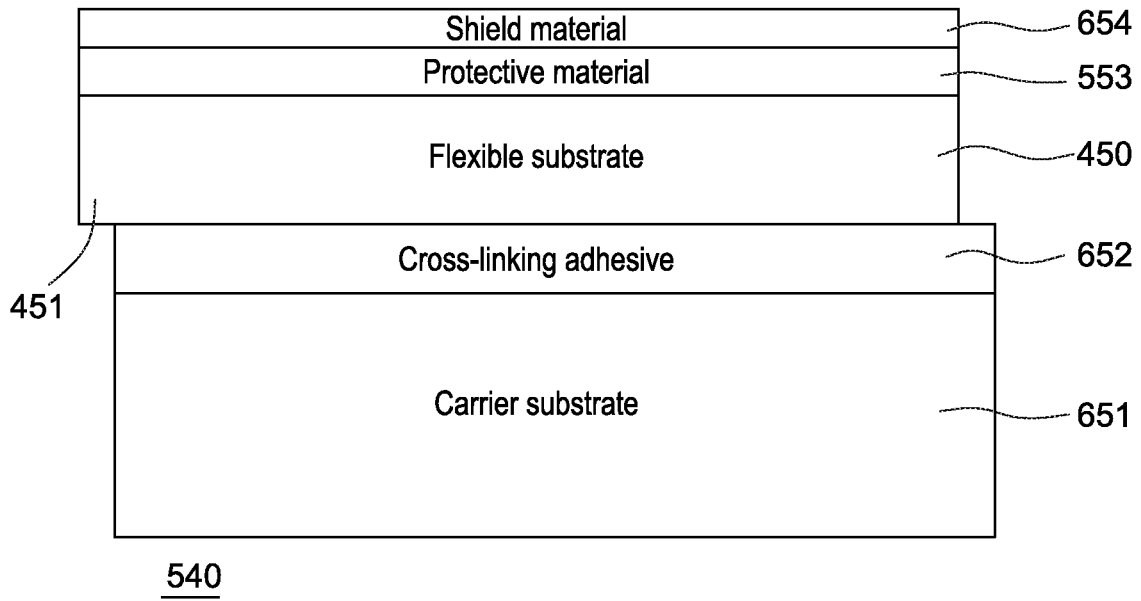 Shield material
654
Protective material
553
Flexible substrate
450
Cross-linking adhesive
652
451
Carrier substrate
651
540